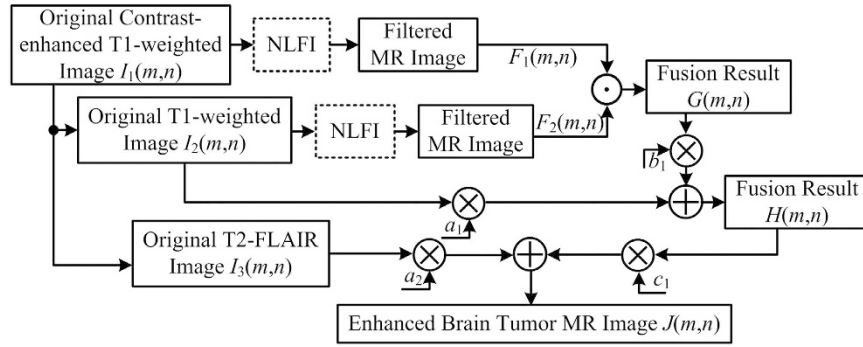 Original Contrast-
enhanced T1-weighted
Image I₁(m,n)
NLFI
Filtered
MR Image
F₁(m,n)
Fusion Result
G(m,n)
Original T1-weighted
Image I₂(m,n)
NLFI
Filtered
MR Image
F₂(m,n)
b₁
a₁
Fusion Result
H(m,n)
Original T2-FLAIR
Image I₃(m,n)
a₂
c₁
Enhanced Brain Tumor MR Image J(m,n)